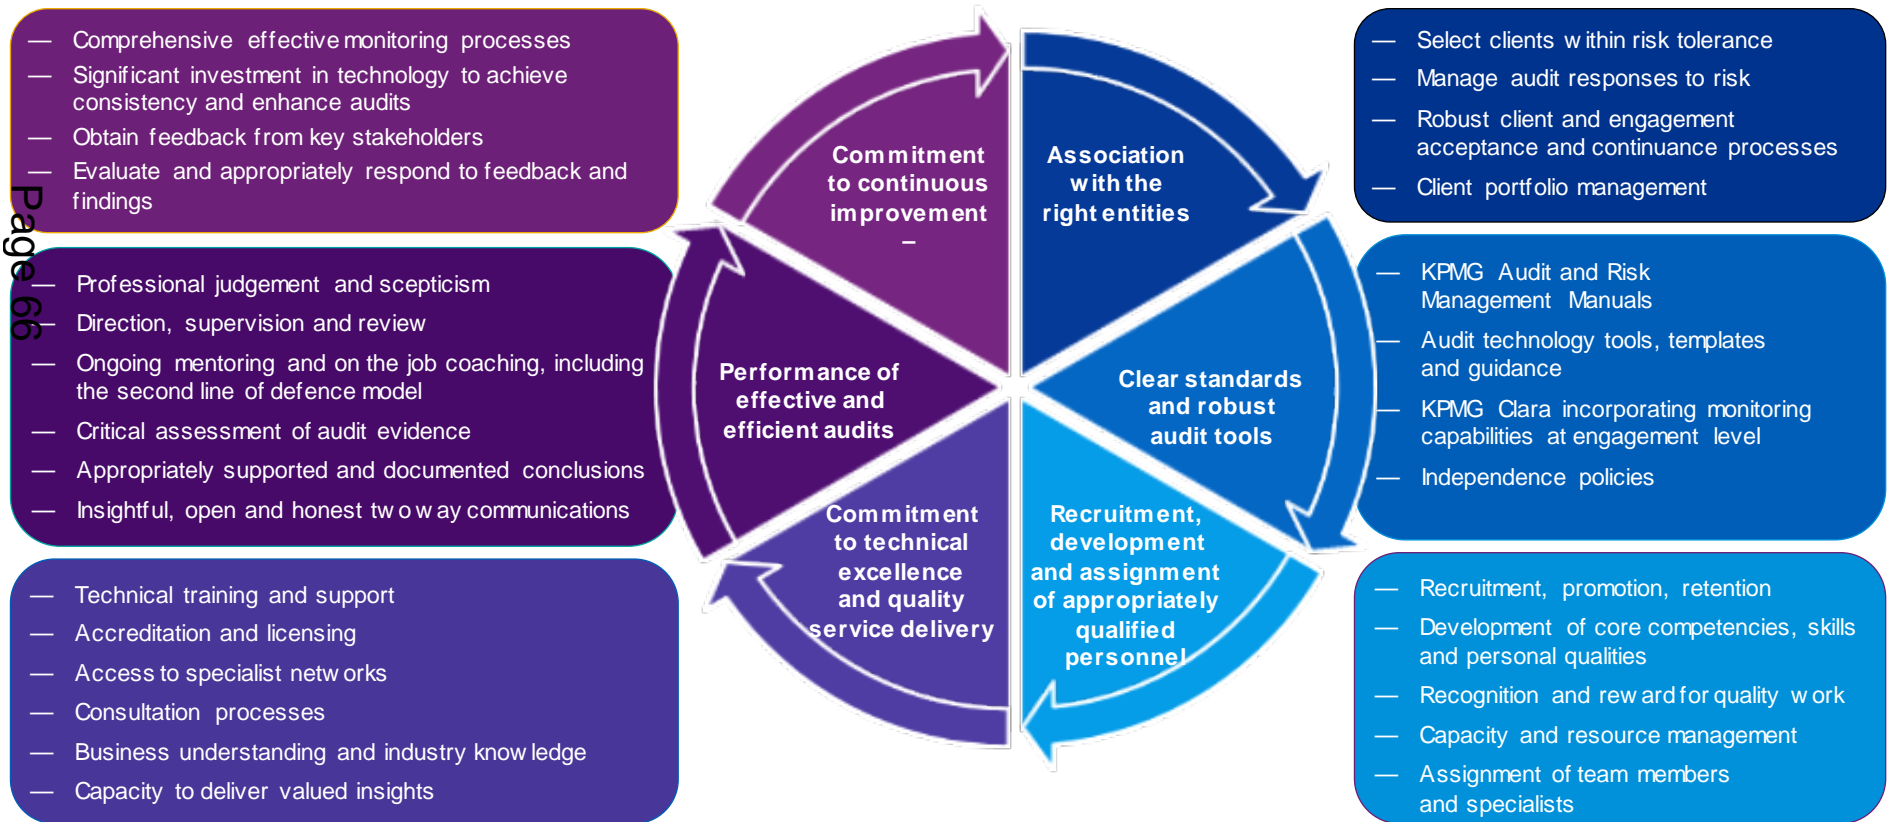 — Comprehensive effective monitoring processes
— Significant investment in technology to achieve
consistency and enhance audits
— Obtain feedback from key stakeholders
— Evaluate and appropriately respond to feedback and
findings
Page 66
— Professional judgement and scepticism
— Direction, supervision and review
— Ongoing mentoring and on the job coaching, including
the second line of defence model
— Critical assessment of audit evidence
— Appropriately supported and documented conclusions
— Insightful, open and honest two way communications
— Technical training and support
— Accreditation and licensing
— Access to specialist networks
— Consultation processes
— Business understanding and industry knowledge
— Capacity to deliver valued insights
Commitment
to continuous
improvement
–
Association
with the
right entities
Performance of
effective and
efficient audits
Clear standards
and robust
audit tools
Commitment
to technical
excellence
and quality
service delivery
Recruitment,
development
and assignment
of appropriately
qualified
personnel
— Select clients within risk tolerance
— Manage audit responses to risk
— Robust client and engagement
acceptance and continuance processes
— Client portfolio management
— KPMG Audit and Risk
Management Manuals
— Audit technology tools, templates
and guidance
— KPMG Clara incorporating monitoring
capabilities at engagement level
— Independence policies
— Recruitment, promotion, retention
— Development of core competencies, skills
and personal qualities
— Recognition and reward for quality work
— Capacity and resource management
— Assignment of team members
and specialists